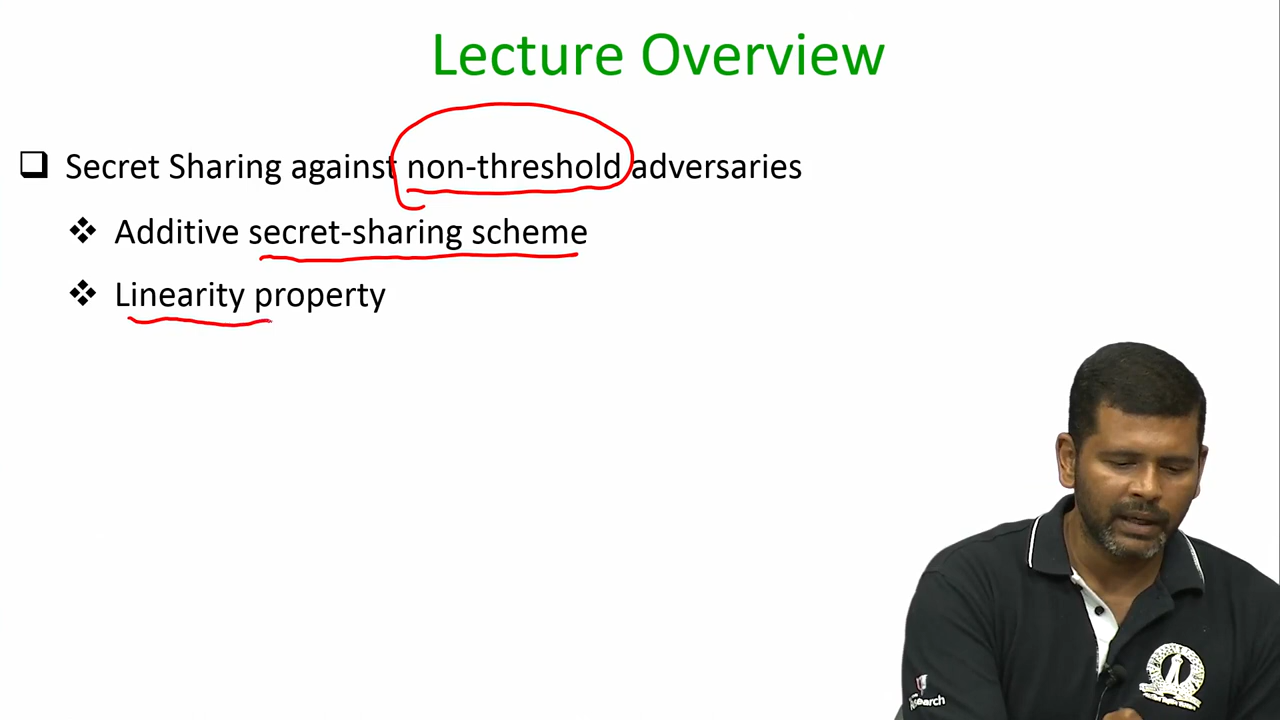 Lecture Overview
❑ Secret Sharing against non-threshold adversaries
❖ Additive secret-sharing scheme
❖ Linearity property